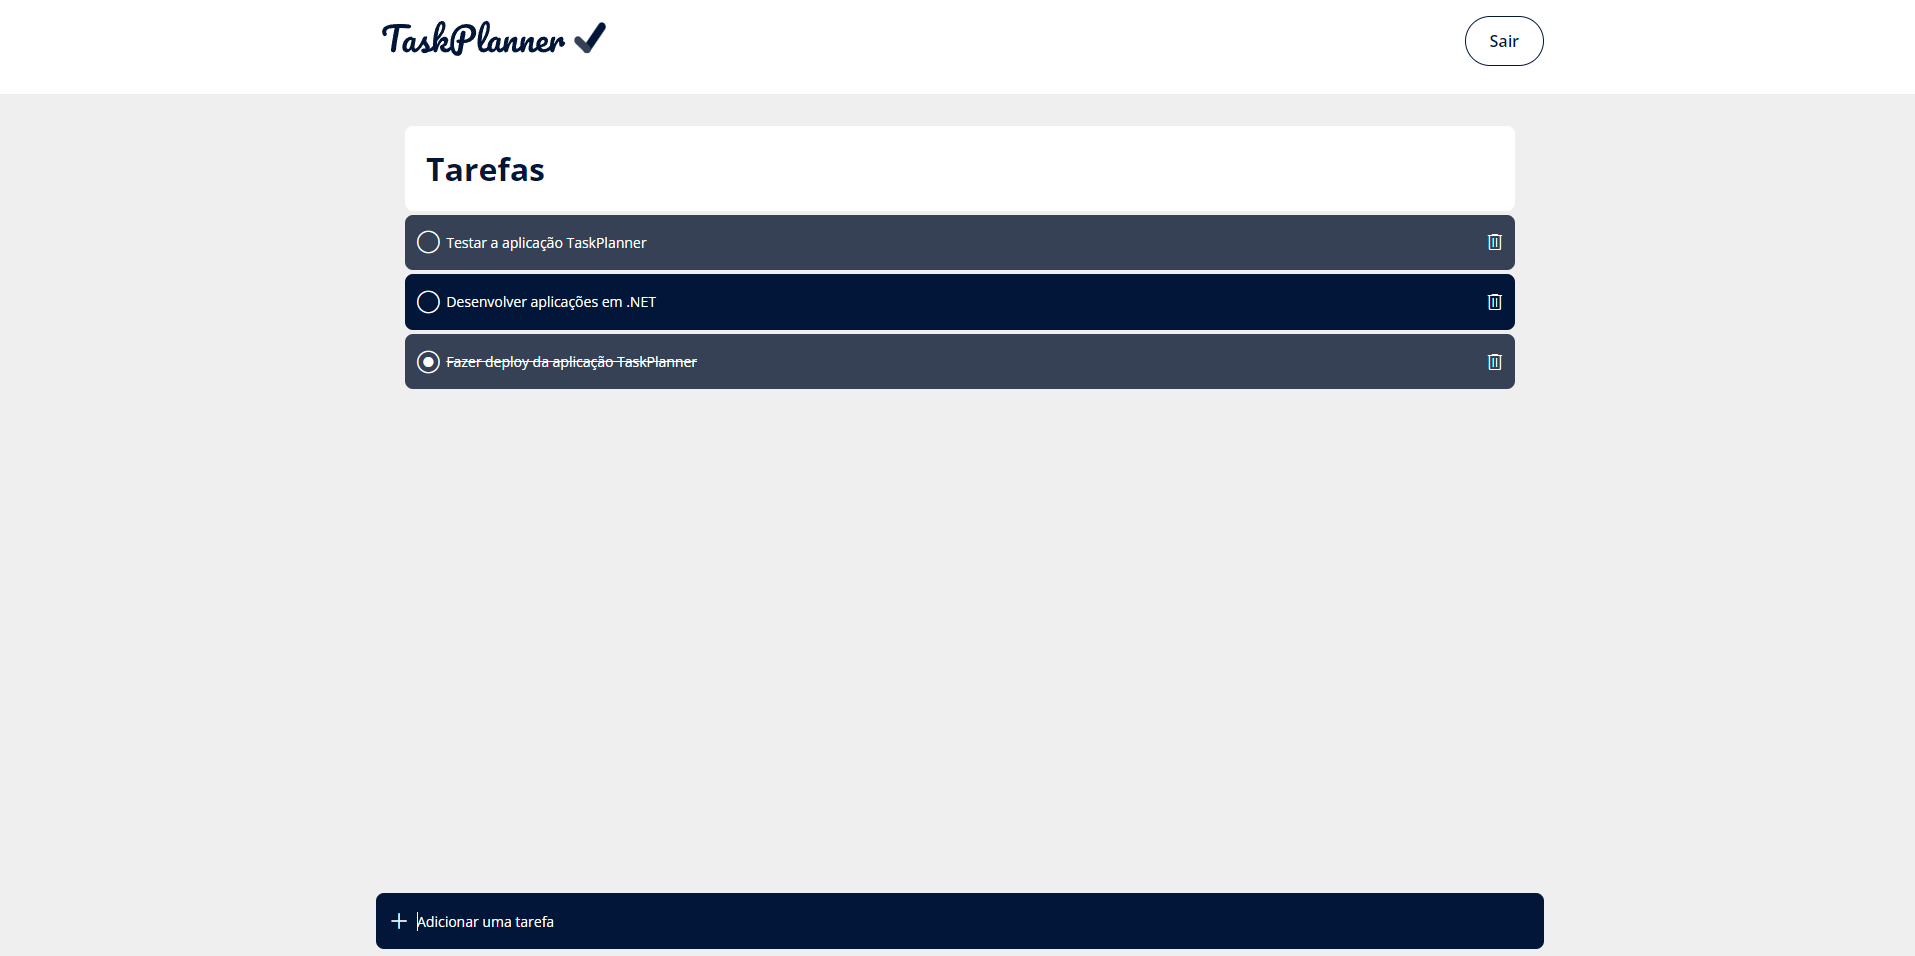 TaskPlanner
Sair
Tarefas
Testar a aplicação TaskPlanner
Desenvolver aplicações em .NET
Fazer deploy da aplicação TaskPlanner
Adicionar uma tarefa